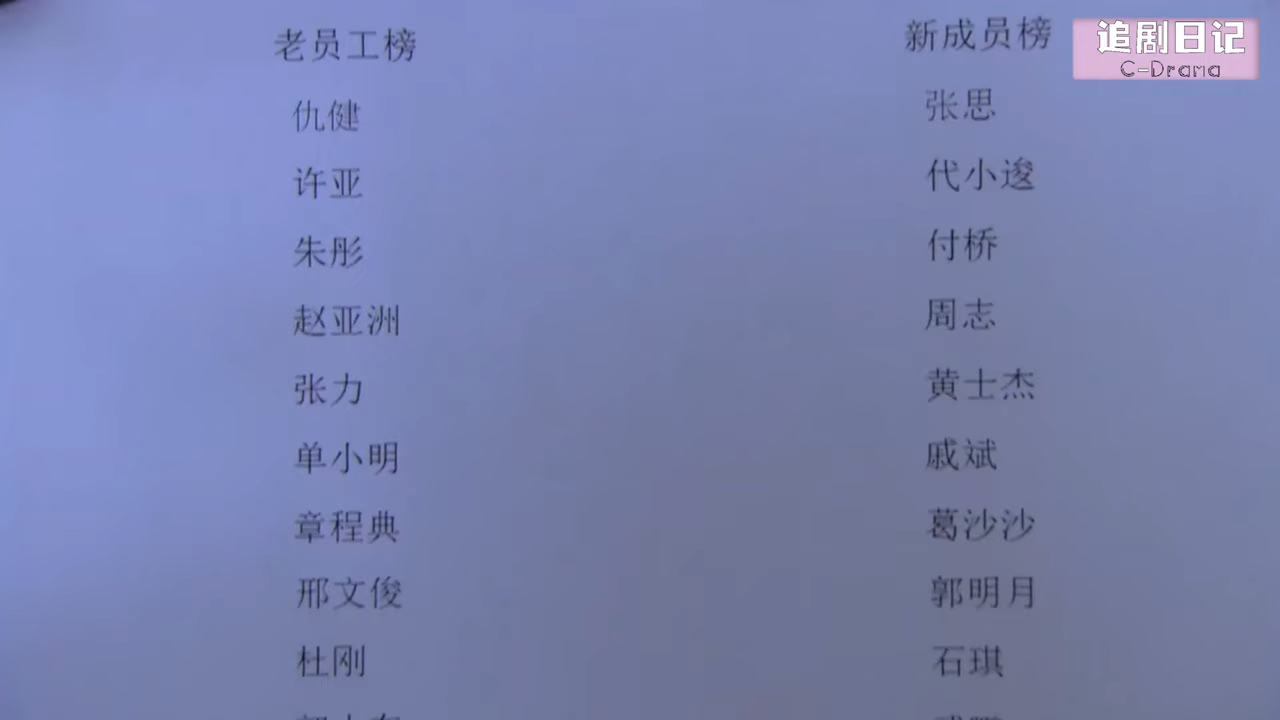 老员工榜
仇健
许亚
朱彤
赵亚洲
张力
单小明
章程典
邢文俊
杜刚
新成员榜
张思
代小逡
付桥
周志
黄士杰
戚斌
葛沙沙
郭明月
石琪
追剧日记
C-Drama